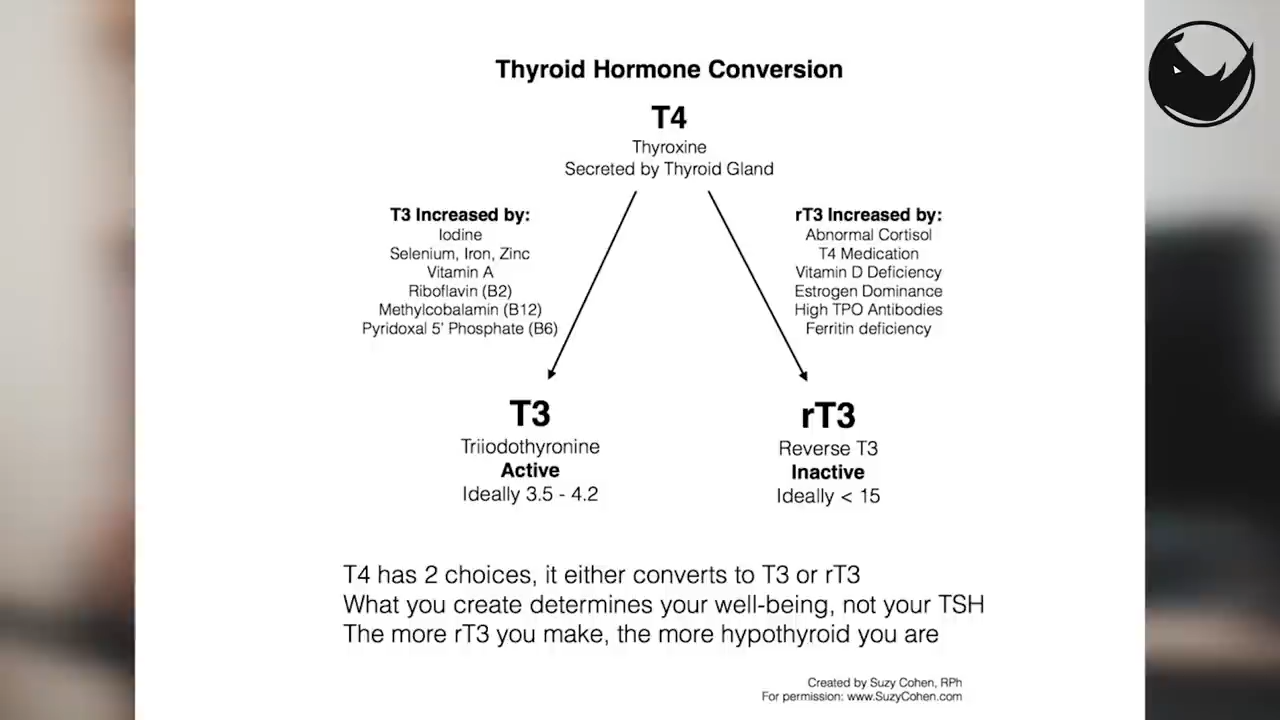 Thyroid Hormone Conversion
T4
Thyroxine
Secreted by Thyroid Gland
T3 Increased by:
Iodine
Selenium, Iron, Zinc
Vitamin A
Riboflavin (B2)
Methylcobalamin (B12)
Pyridoxal 5' Phosphate (B6)
rT3 Increased by:
Abnormal Cortisol
T4 Medication
Vitamin D Deficiency
Estrogen Dominance
High TPO Antibodies
Ferritin deficiency
T3
Triiodothyronine
Active
Ideally 3.5 - 4.2
rT3
Reverse T3
Inactive
Ideally < 15
T4 has 2 choices, it either converts to T3 or rT3
What you create determines your well-being, not your TSH
The more rT3 you make, the more hypothyroid you are
Created by Suzy Cohen, RPh
For permission: www.SuzyCohen.com